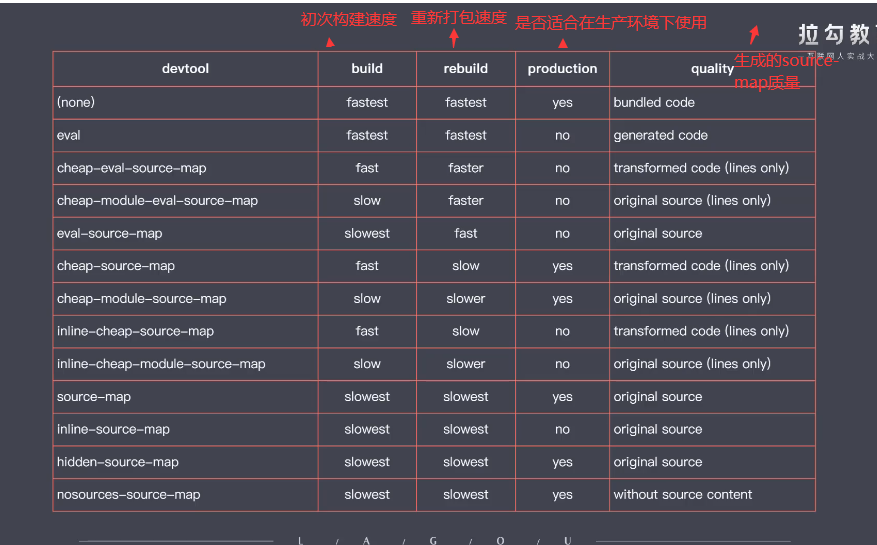 初次构建速度 重新打包速度 是否适合在生产环境下使用
拉勾教
互联网人实战大
生成的source
map质量
devtool build rebuild production quality
(none) fastest fastest yes bundled code
eval fastest fastest no generated code
cheap-eval-source-map fast faster no transformed code (lines only)
cheap-module-eval-source-map slow faster no original source (lines only)
eval-source-map slowest fast no original source
cheap-source-map fast slow yes transformed code (lines only)
cheap-module-source-map slow slower yes original source (lines only)
inline-cheap-source-map fast slow no transformed code (lines only)
inline-cheap-module-source-map slow slower no original source (lines only)
source-map slowest slowest yes original source
inline-source-map slowest slowest no original source
hidden-source-map slowest slowest yes original source
nosources-source-map slowest slowest yes without source content
L / A / G / O / U